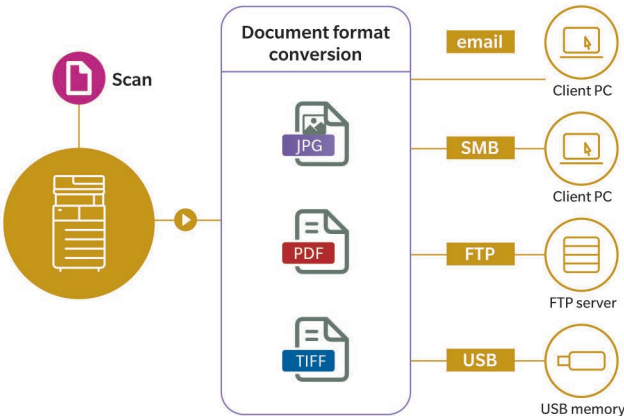 Scan
Document format
conversion
JPG
PDF
TIFF
email
Client PC
SMB
Client PC
FTP
FTP server
USB
USB memory